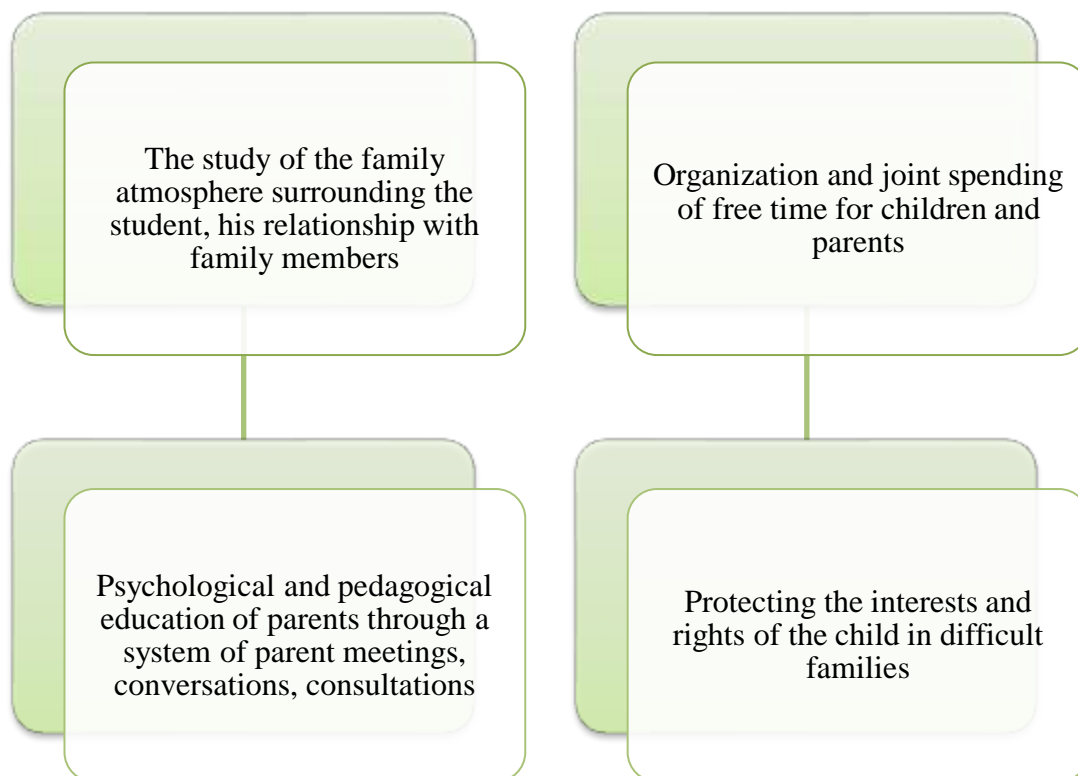 The study of the family
atmosphere surrounding the
student, his relationship with
family members
Organization and joint spending
of free time for children and
parents
Psychological and pedagogical
education of parents through a
system of parent meetings,
conversations, consultations
Protecting the interests and
rights of the child in difficult
families